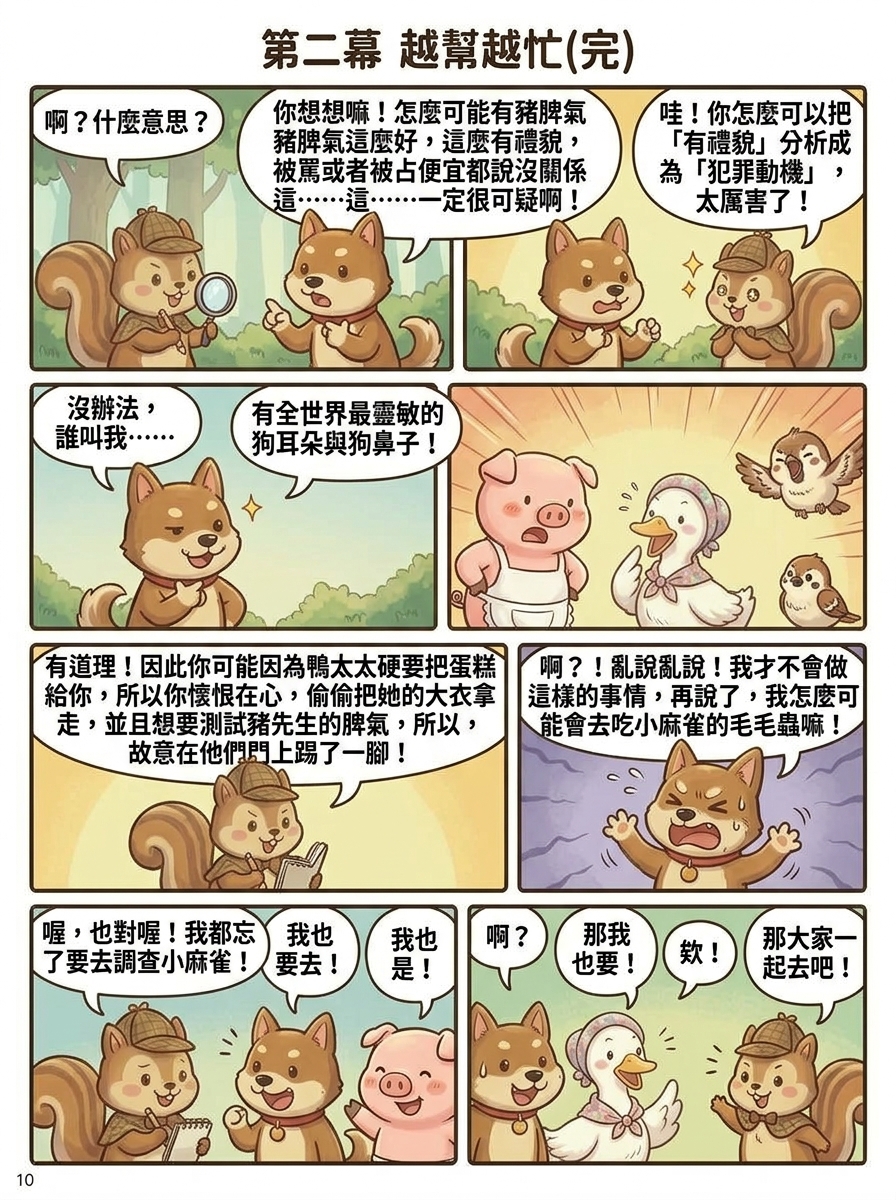 第二幕 越幫越忙(完)
啊？什麼意思？
你想想嘛！怎麼可能有豬脾氣
豬脾氣這麼好，這麼有禮貌，
被罵或者被占便宜都說沒關係
這……這……一定很可疑啊！
哇！你怎麼可以把
「有禮貌」分析成
為「犯罪動機」，
太厲害了！
沒辦法，
誰叫我……
有全世界最靈敏的
狗耳朵與狗鼻子！
有道理！因此你可能因為鴨太太硬要把蛋糕
給你，所以你懷恨在心，偷偷把她的大衣拿
走，並且想要測試豬先生的脾氣，所以，
故意在他們門上踢了一腳！
啊？！亂說亂說！我才不會做
這樣的事情，再說了，我怎麼可
能會去吃小麻雀的毛毛蟲嘛！
喔，也對喔！我都忘
了要去調查小麻雀！
我也
要去！
我也
是！
啊？
那我
也要！
欸！
那大家一
起去吧！
10